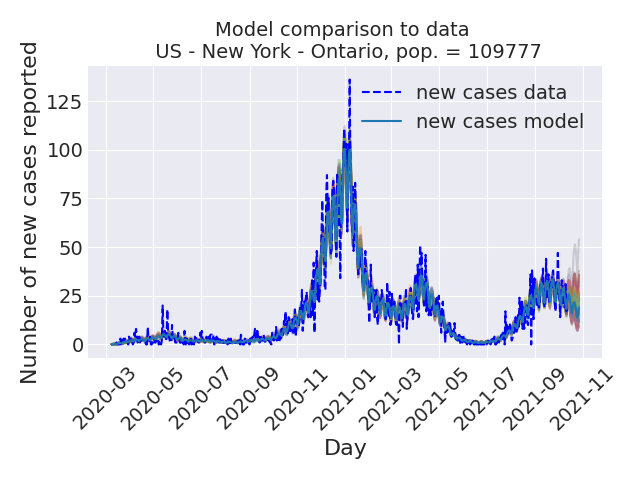 Model comparison to data
US - New York - Ontario, pop. = 109777
Number of new cases reported
125
100
75
50
25
0
new cases data
new cases model
2020-03
2020-05
2020-07
2020-09
2020-11
2021-01
2021-03
2021-05
2021-07
2021-09
2021-11
Day